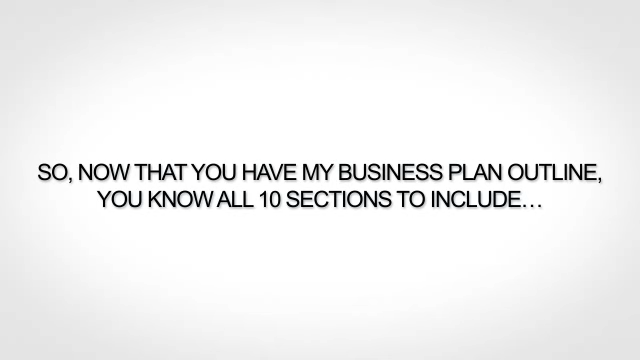 SO, NOW THAT YOU HAVE MY BUSINESS PLAN OUTLINE,
YOU KNOW ALL 10 SECTIONS TO INCLUDE…